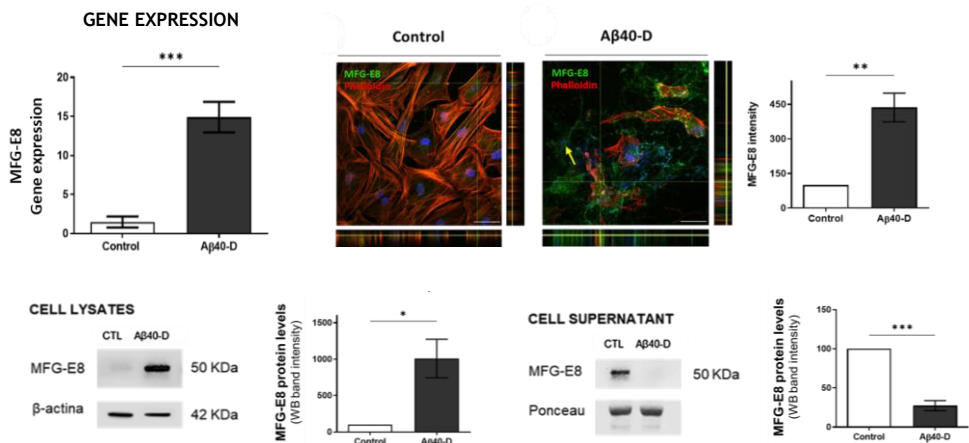 GENE EXPRESSION
***
MFG-E8
Gene expression
20
15
10
5
0
Control
Aβ40-D
Control
MFG-E8
Phalloidin
Aβ40-D
MFG-E8
Phalloidin
**
MFG-E8 intensity
450
300
150
0
Control
Aβ40-D
CELL LYSATES
CTL Aβ40-D
MFG-E8 50 KDa
β-actina 42 KDa
*
MFG-E8 protein levels
(WB band intensity)
1500
1000
500
0
Control
Aβ40-D
CELL SUPERNATANT
CTL Aβ40-D
MFG-E8 50 KDa
Ponceau
***
MFG-E8 protein levels
(WB band intensity)
150
100
50
0
Control
Aβ40-D